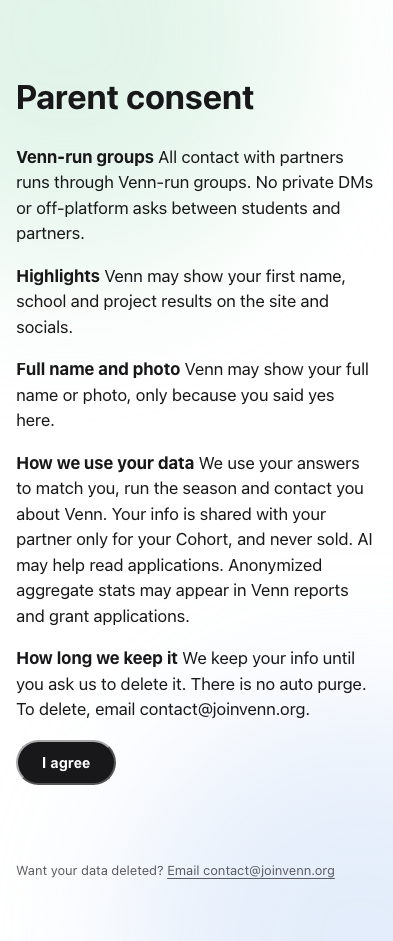 Parent consent
Venn-run groups All contact with partners
runs through Venn-run groups. No private DMs
or off-platform asks between students and
partners.
Highlights Venn may show your first name,
school and project results on the site and
socials.
Full name and photo Venn may show your full
name or photo, only because you said yes
here.
How we use your data We use your answers
to match you, run the season and contact you
about Venn. Your info is shared with your
partner only for your Cohort, and never sold. AI
may help read applications. Anonymized
aggregate stats may appear in Venn reports
and grant applications.
How long we keep it We keep your info until
you ask us to delete it. There is no auto purge.
To delete, email contact@joinvenn.org.
I agree
Want your data deleted? Email contact@joinvenn.org